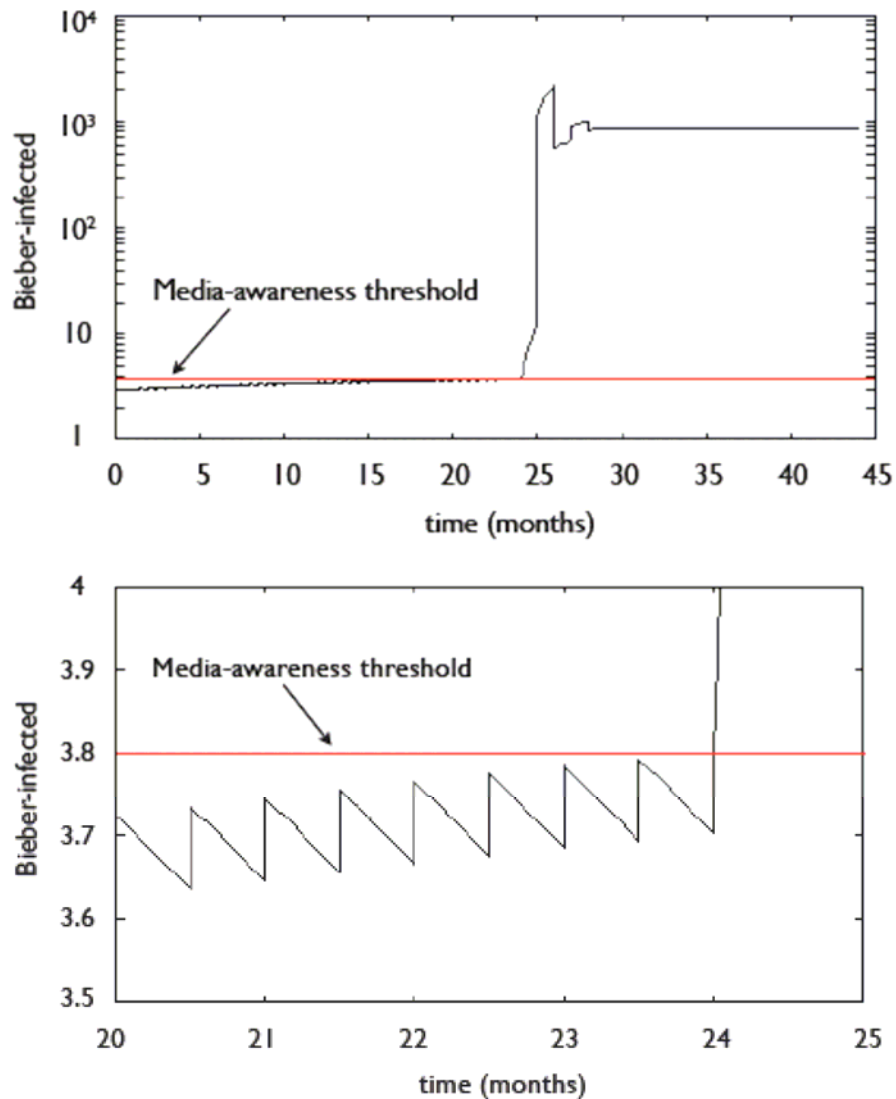 10⁴
10³
10²
10
1
Bieber-infected
Media-awareness threshold
0 5 10 15 20 25 30 35 40 45
time (months)
4
3.9
3.8
3.7
3.6
3.5
Bieber-infected
Media-awareness threshold
20 21 22 23 24 25
time (months)